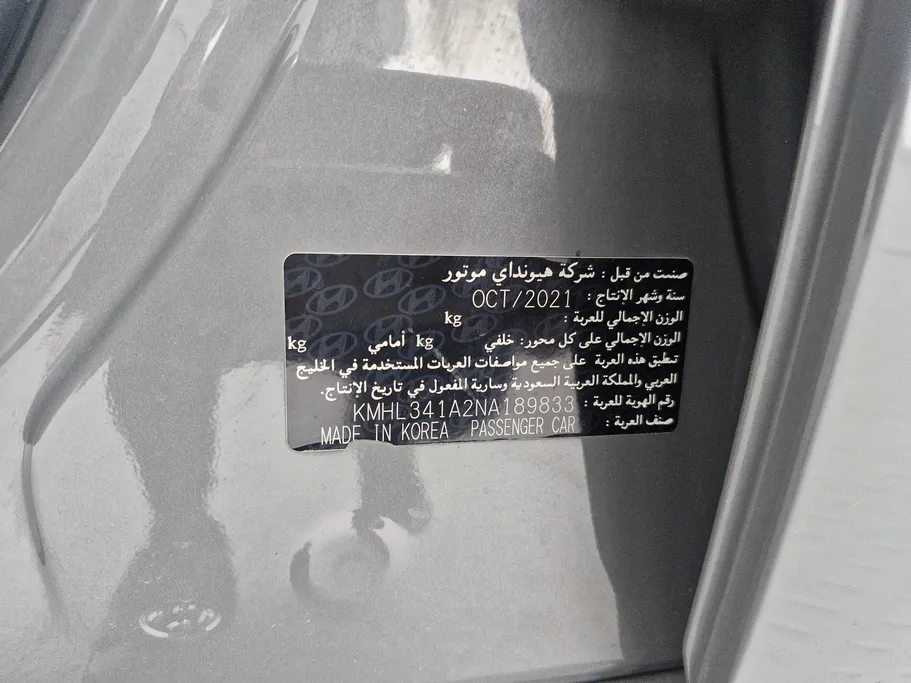 صنعت من قبل : شركة هيونداي موتور
سنة وشهر الإنتاج : OCT/2021
الوزن الإجمالي للعربة : kg
الوزن الإجمالي على كل محور: خلفي kg أمامي kg
تنطبق هذه العربة على جميع مواصفات العربات المستخدمة في الخليج
العربي والمملكة العربية السعودية وسارية المفعول في تاريخ الإنتاج.
رقم الهوية للعربة : KMHL341A2NA189833
صنف العربة : PASSENGER CAR
MADE IN KOREA